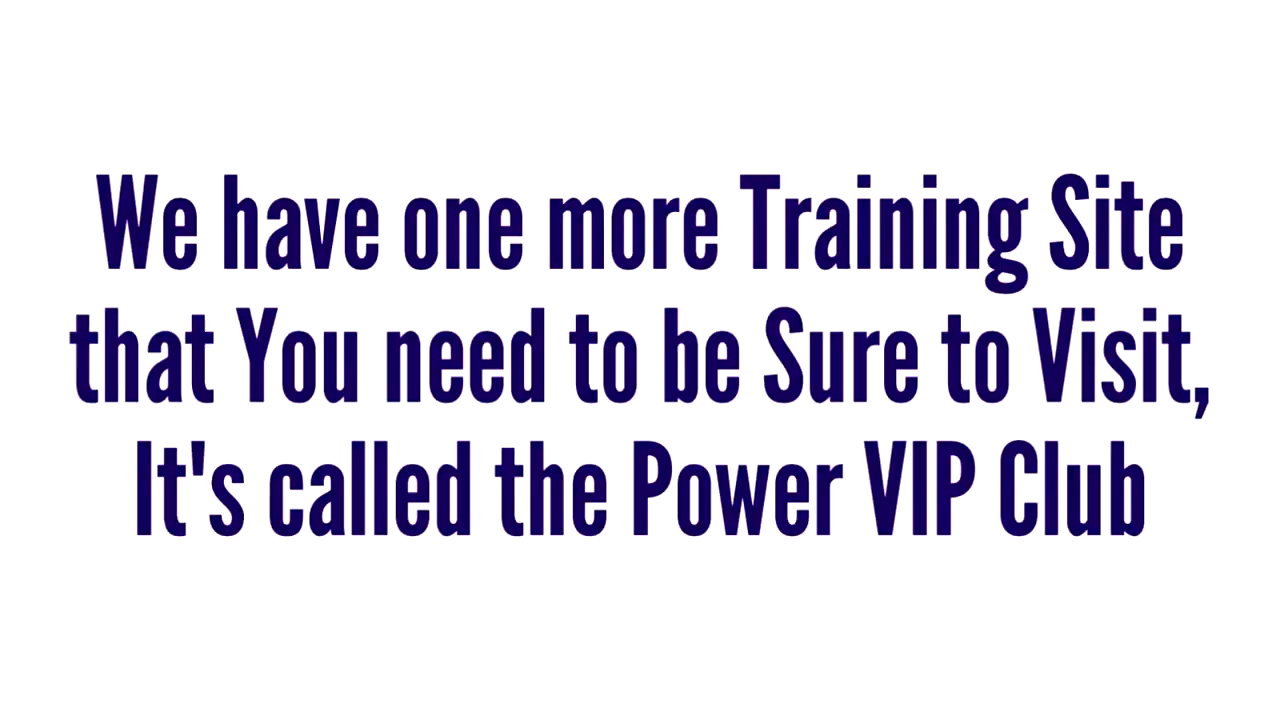 We have one more Training Site
that You need to be Sure to Visit,
It's called the Power VIP Club